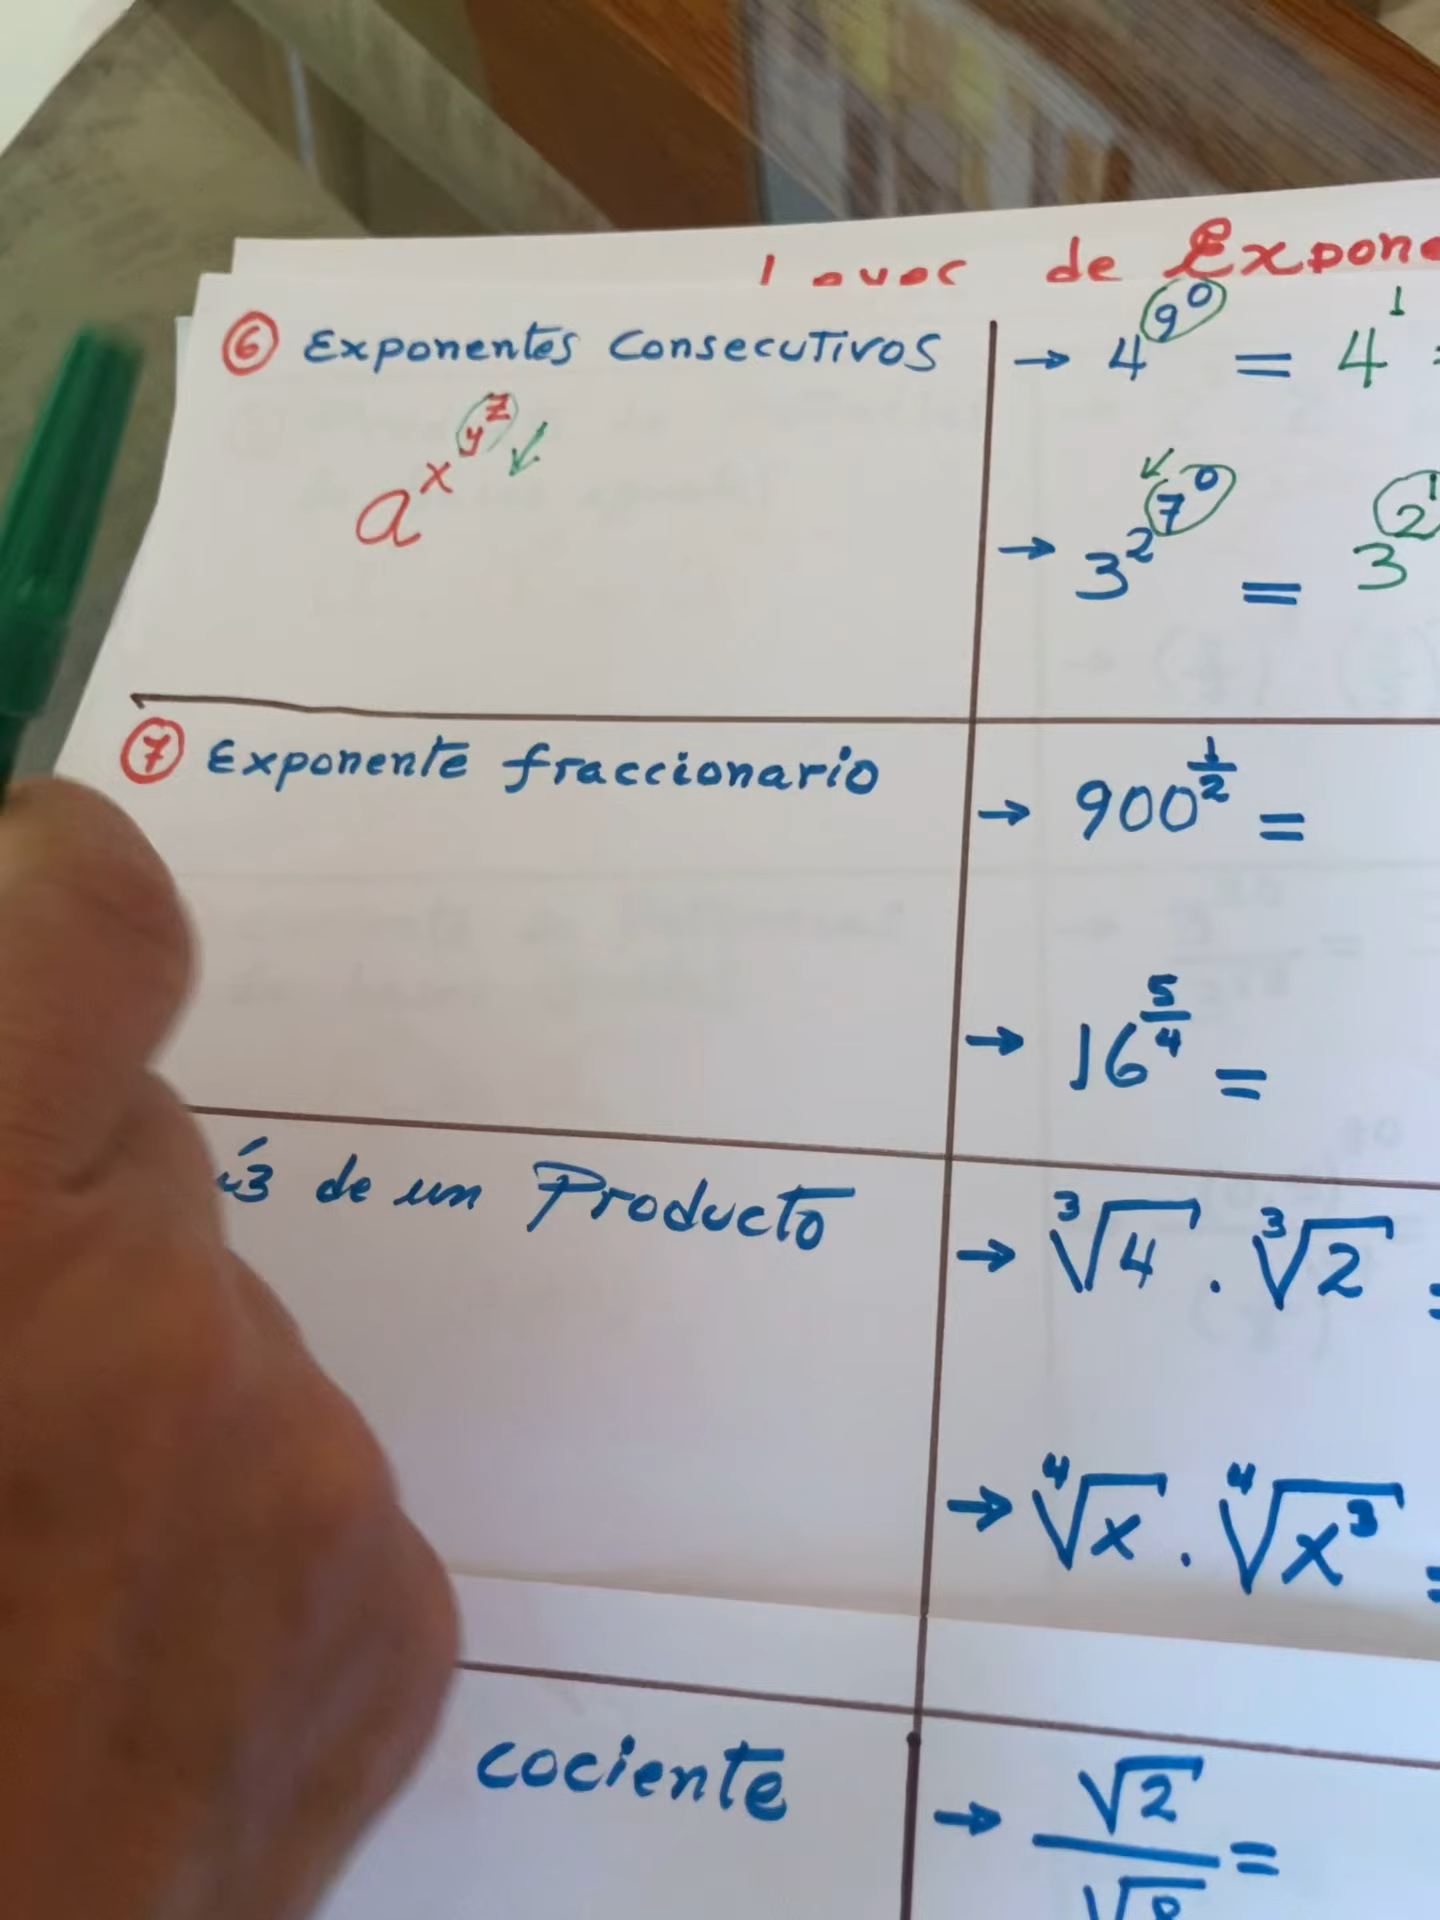 de Expone
6 Exponentes Consecutivos → 4^9^0 = 4^1 =
a^x^y^z
→ 3^2^7^0 = 3^2^1
7 Exponente fraccionario → 900^1/2 =
→ 16^5/4 =
de un Producto → ∛4 . ∛2 =
→ ∜x . ∜x³ =
cociente → √2 / √8 =